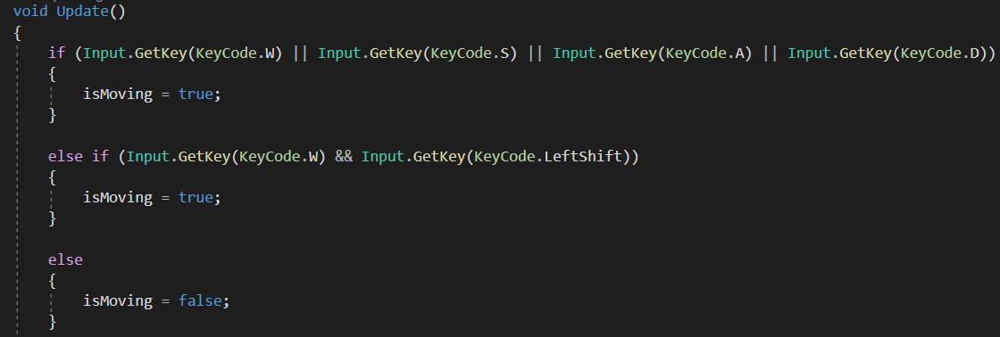 void Update()
{
if (Input.GetKey(KeyCode.W) || Input.GetKey(KeyCode.S) || Input.GetKey(KeyCode.A) || Input.GetKey(KeyCode.D))
{
isMoving = true;
}
else if (Input.GetKey(KeyCode.W) && Input.GetKey(KeyCode.LeftShift))
{
isMoving = true;
}
else
{
isMoving = false;
}